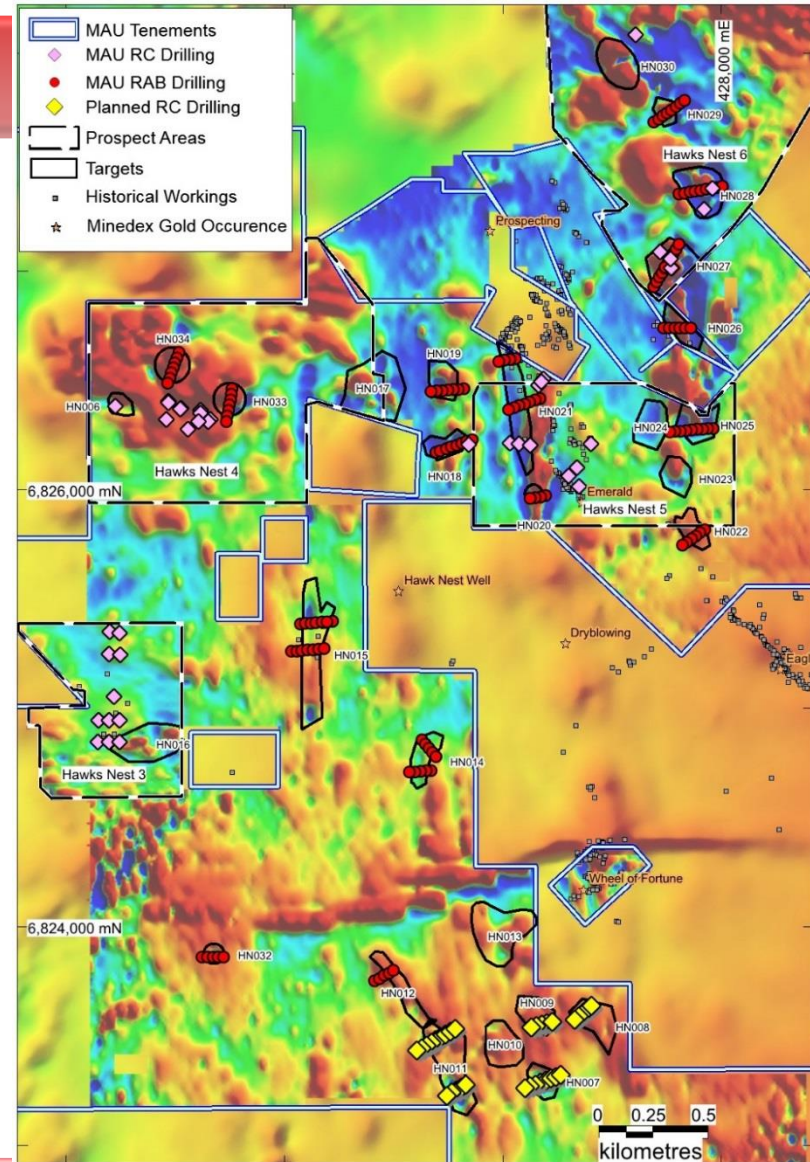 MAU Tenements
MAU RC Drilling
MAU RAB Drilling
Planned RC Drilling
Prospect Areas
Targets
Historical Workings
Minedex Gold Occurence
428,000 mE
HN030
HN029
Hawks Nest 6
HN028
Prospecting
HN027
HN026
HN034
HN019
HN017
HN033
HN006
HN021
HN024
HN025
Hawks Nest 4
HN018
HN023
6,826,000 mN
Emerald
Hawks Nest 5
HN020
HN022
Hawk Nest Well
Dryblowing
HN015
Eagl
HN016
HN014
Hawks Nest 3
Wheel of Fortune
6,824,000 mN
HN013
HN032
HN012
HN009
HN008
HN010
HN011
HN007
0 0.25 0.5
kilometres